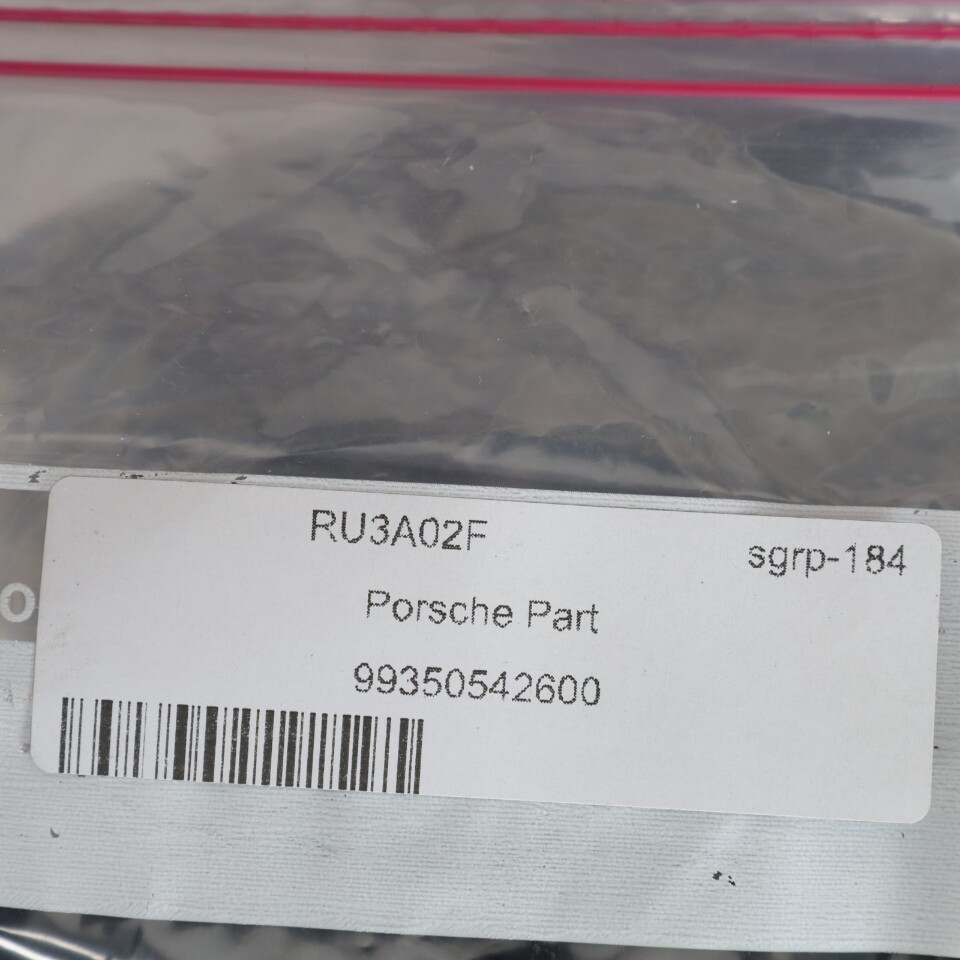 RU3A02F
sgrp-184
Porsche Part
99350542600